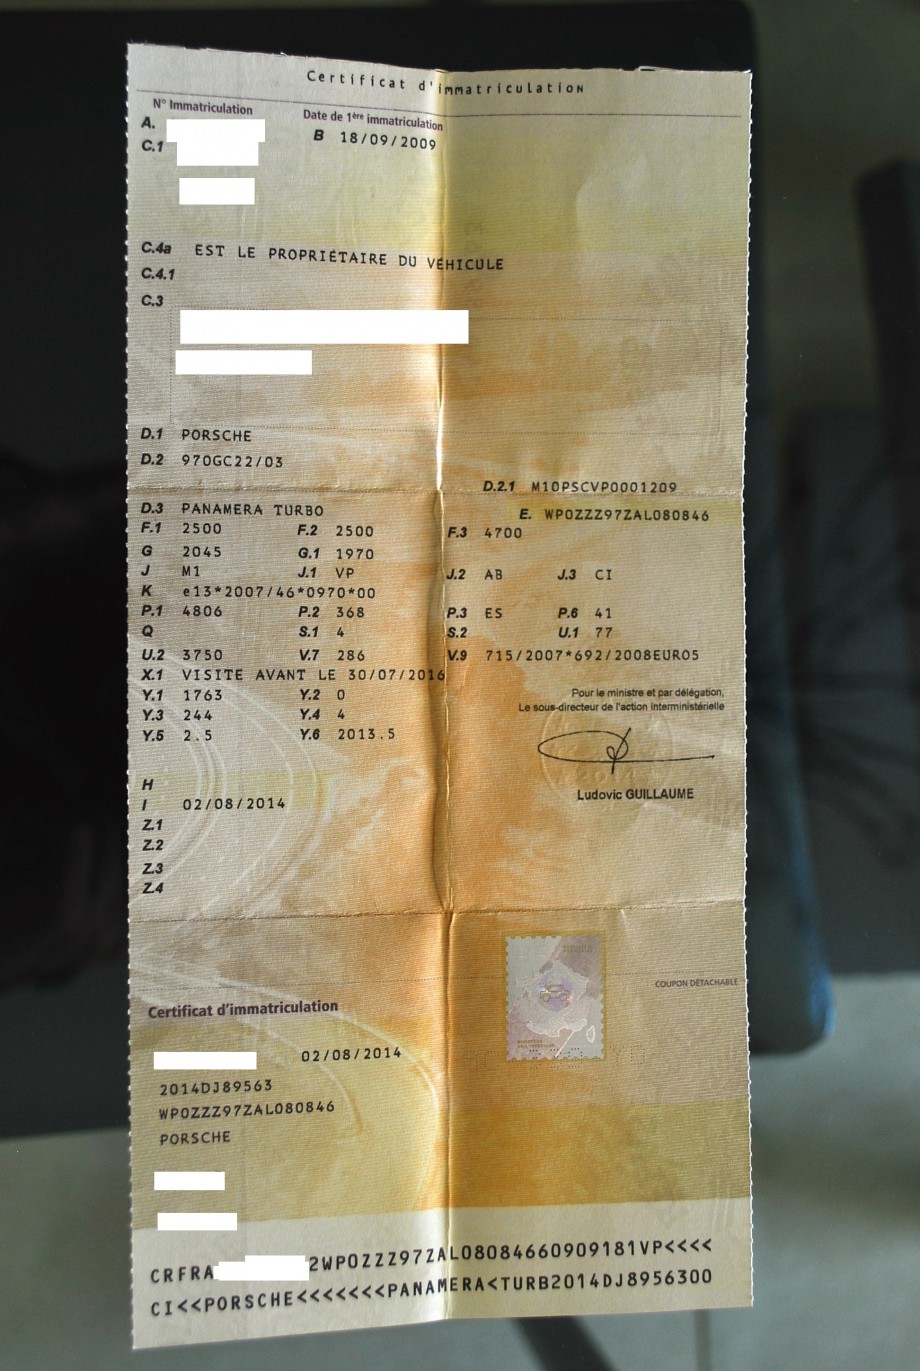 Certificat d'immatriculation
N° Immatriculation Date de 1ère immatriculation
A. B 18/09/2009
C.1
C.4a EST LE PROPRIÉTAIRE DU VÉHICULE
C.4.1
C.3
D.1 PORSCHE
D.2 970GC22/03
D.2.1 M10PSCVP0001209
D.3 PANAMERA TURBO E. WP0ZZZ97ZAL080846
F.1 2500 F.2 2500 F.3 4700
G 2045 G.1 1970
J M1 J.1 VP J.2 AB J.3 CI
K e13*2007/46*0970*00
P.1 4806 P.2 368 P.3 ES P.6 41
Q S.1 4 S.2 U.1 77
U.2 3750 V.7 286 V.9 715/2007*692/2008EURO5
X.1 VISITE AVANT LE 30/07/2016
Y.1 1763 Y.2 0
Y.3 244 Y.4 4
Y.5 2.5 Y.6 2013.5
Pour le ministre et par délégation,
Le sous-directeur de l'action interministérielle
Ludovic GUILLAUME
H
I 02/08/2014
Z.1
Z.2
Z.3
Z.4
COUPON DÉTACHABLE
Certificat d'immatriculation
02/08/2014
2014DJ89563
WP0ZZZ97ZAL080846
PORSCHE
CRFRA 2WP0ZZZ97ZAL08084660909181VP<<<<
CI<<PORSCHE<<<<<<<PANAMERA<TURB2014DJ8956300